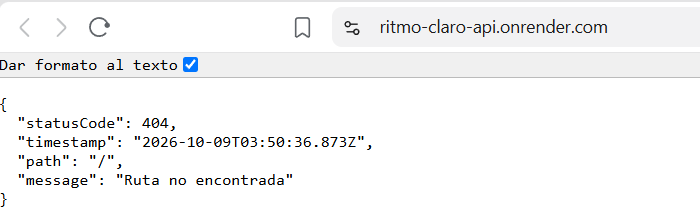 ritmo-claro-api.onrender.com
Dar formato al texto
{
  "statusCode": 404,
  "timestamp": "2026-10-09T03:50:36.873Z",
  "path": "/",
  "message": "Ruta no encontrada"
}